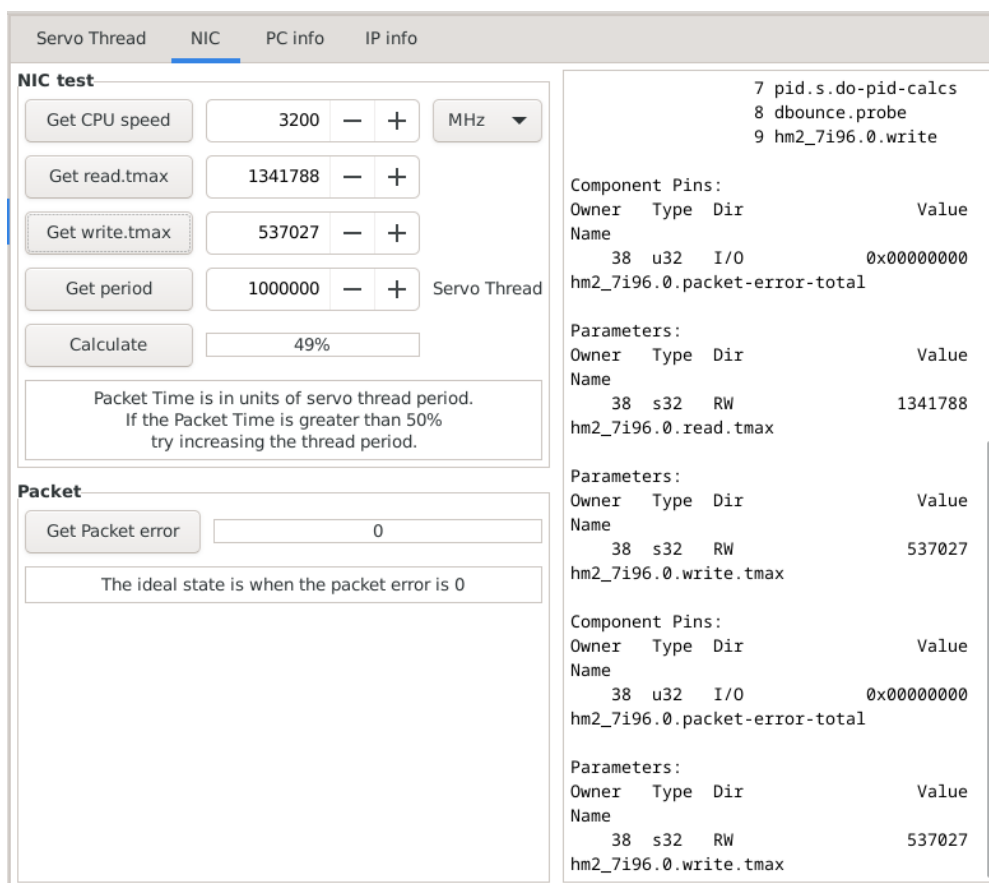 Servo Thread NIC PC info IP info
NIC test
Get CPU speed 3200 — + MHz
Get read.tmax 1341788 — +
Get write.tmax 537027 — +
Get period 1000000 — + Servo Thread
Calculate 49%
Packet Time is in units of servo thread period.
If the Packet Time is greater than 50%
try increasing the thread period.
Packet
Get Packet error 0
The ideal state is when the packet error is 0
7 pid.s.do-pid-calcs
8 dbounce.probe
9 hm2_7i96.0.write
Component Pins:
Owner Type Dir Value
Name
38 u32 I/O 0x00000000
hm2_7i96.0.packet-error-total
Parameters:
Owner Type Dir Value
Name
38 s32 RW 1341788
hm2_7i96.0.read.tmax
Parameters:
Owner Type Dir Value
Name
38 s32 RW 537027
hm2_7i96.0.write.tmax
Component Pins:
Owner Type Dir Value
Name
38 u32 I/O 0x00000000
hm2_7i96.0.packet-error-total
Parameters:
Owner Type Dir Value
Name
38 s32 RW 537027
hm2_7i96.0.write.tmax